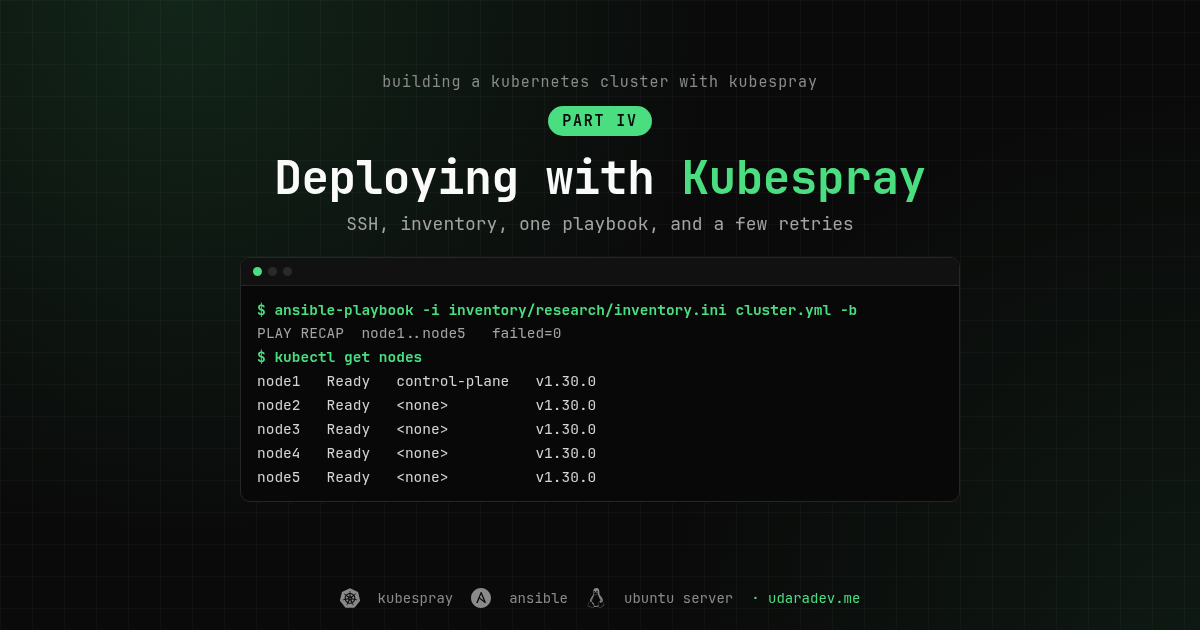 building a kubernetes cluster with kubespray
PART IV
Deploying with Kubespray
SSH, inventory, one playbook, and a few retries
$ ansible-playbook -i inventory/research/inventory.ini cluster.yml -b
PLAY RECAP  node1..node5   failed=0
$ kubectl get nodes
node1   Ready   control-plane   v1.30.0
node2   Ready   <none>          v1.30.0
node3   Ready   <none>          v1.30.0
node4   Ready   <none>          v1.30.0
node5   Ready   <none>          v1.30.0
kubespray ansible ubuntu server · udaradev.me